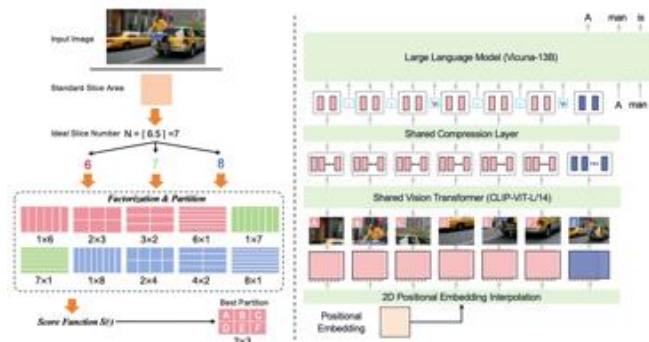 Input Image
Standard Slice Area
Ideal Slice Number N = [ 6.5 ] =7
6 7 8
Factorization & Partition
1×6 2×3 3×2 6×1 1×7
7×1 1×8 2×4 4×2 8×1
Score Function S(·)
Best Partition
A B C
D E F
2×3
A man is
Large Language Model (Vicuna-13B)
A man
Shared Compression Layer
Shared Vision Transformer (CLIP-ViT-L/14)
2D Positional Embedding Interpolation
Positional
Embedding